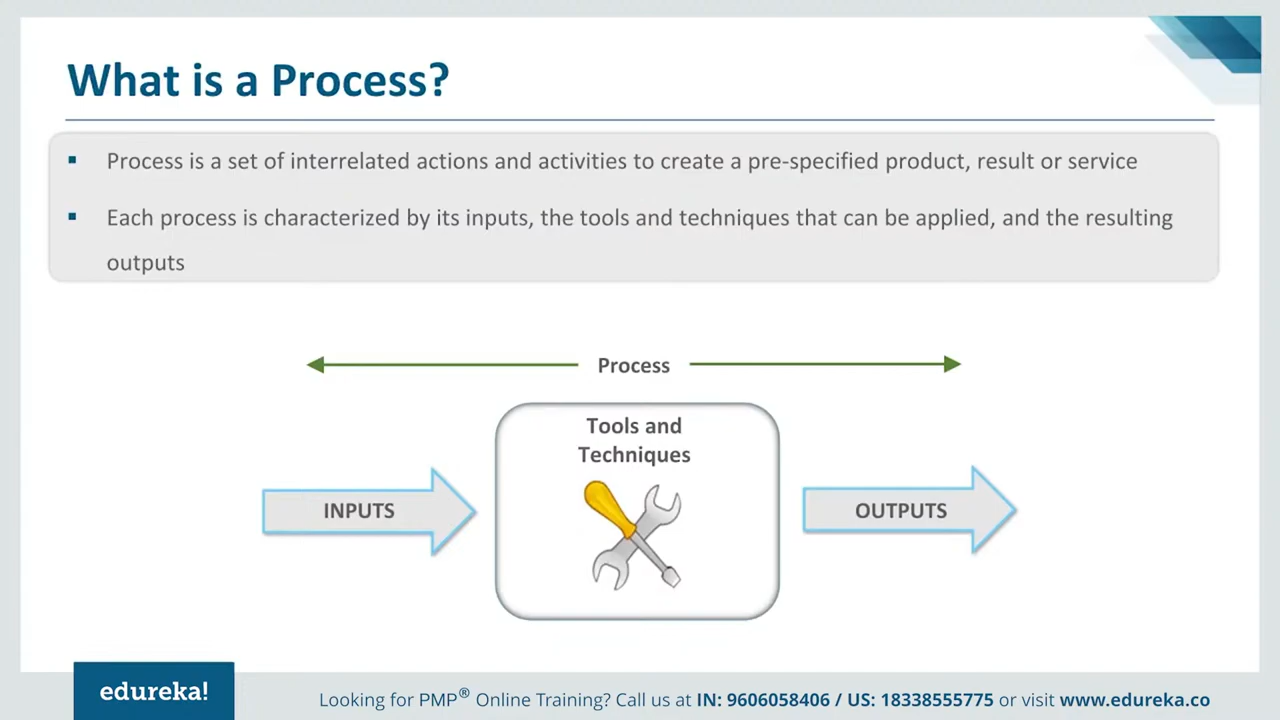 What is a Process?
▪ Process is a set of interrelated actions and activities to create a pre-specified product, result or service
▪ Each process is characterized by its inputs, the tools and techniques that can be applied, and the resulting
outputs
Process
Tools and
Techniques
INPUTS
OUTPUTS
edureka!
Looking for PMP® Online Training? Call us at IN: 9606058406 / US: 18338555775 or visit www.edureka.co